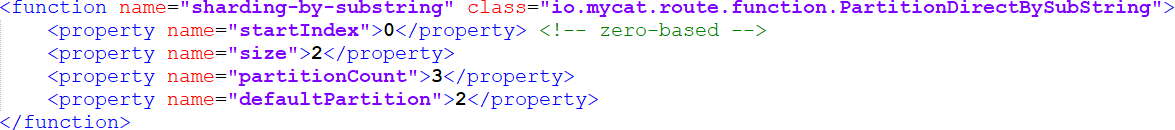 <function name="sharding-by-substring" class="io.mycat.route.function.PartitionDirectBySubString">
    <property name="startIndex">0</property> <!-- zero-based -->
    <property name="size">2</property>
    <property name="partitionCount">3</property>
    <property name="defaultPartition">2</property>
</function>